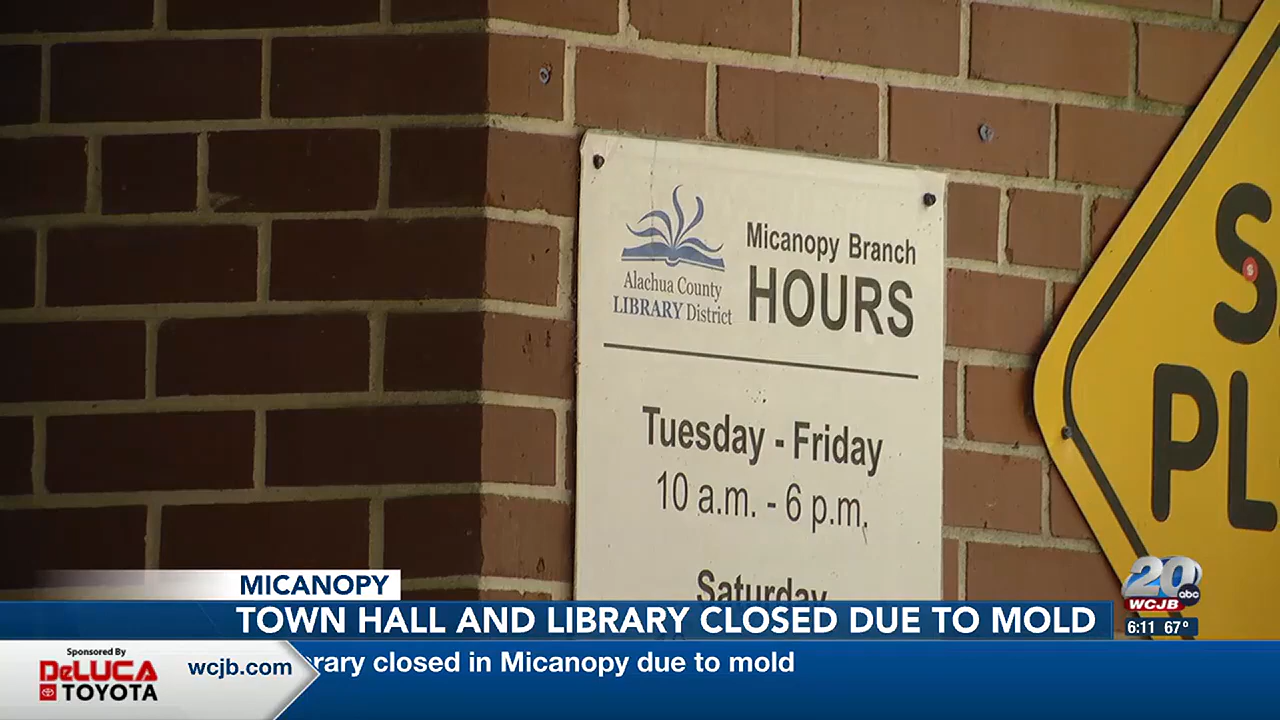 Micanopy Branch
HOURS
Alachua County
LIBRARY District
Tuesday - Friday
10 a.m. - 6 p.m.
Saturday
S
PL
20
WCJB
abc
6:11 67°
MICANOPY
TOWN HALL AND LIBRARY CLOSED DUE TO MOLD
Sponsored By
DeLUCA
TOYOTA
wcjb.com
brary closed in Micanopy due to mold